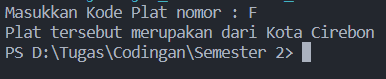 Masukkan Kode Plat nomor : F
Plat tersebut merupakan dari Kota Cirebon
PS D:\Tugas\Codingan\Semester 2>